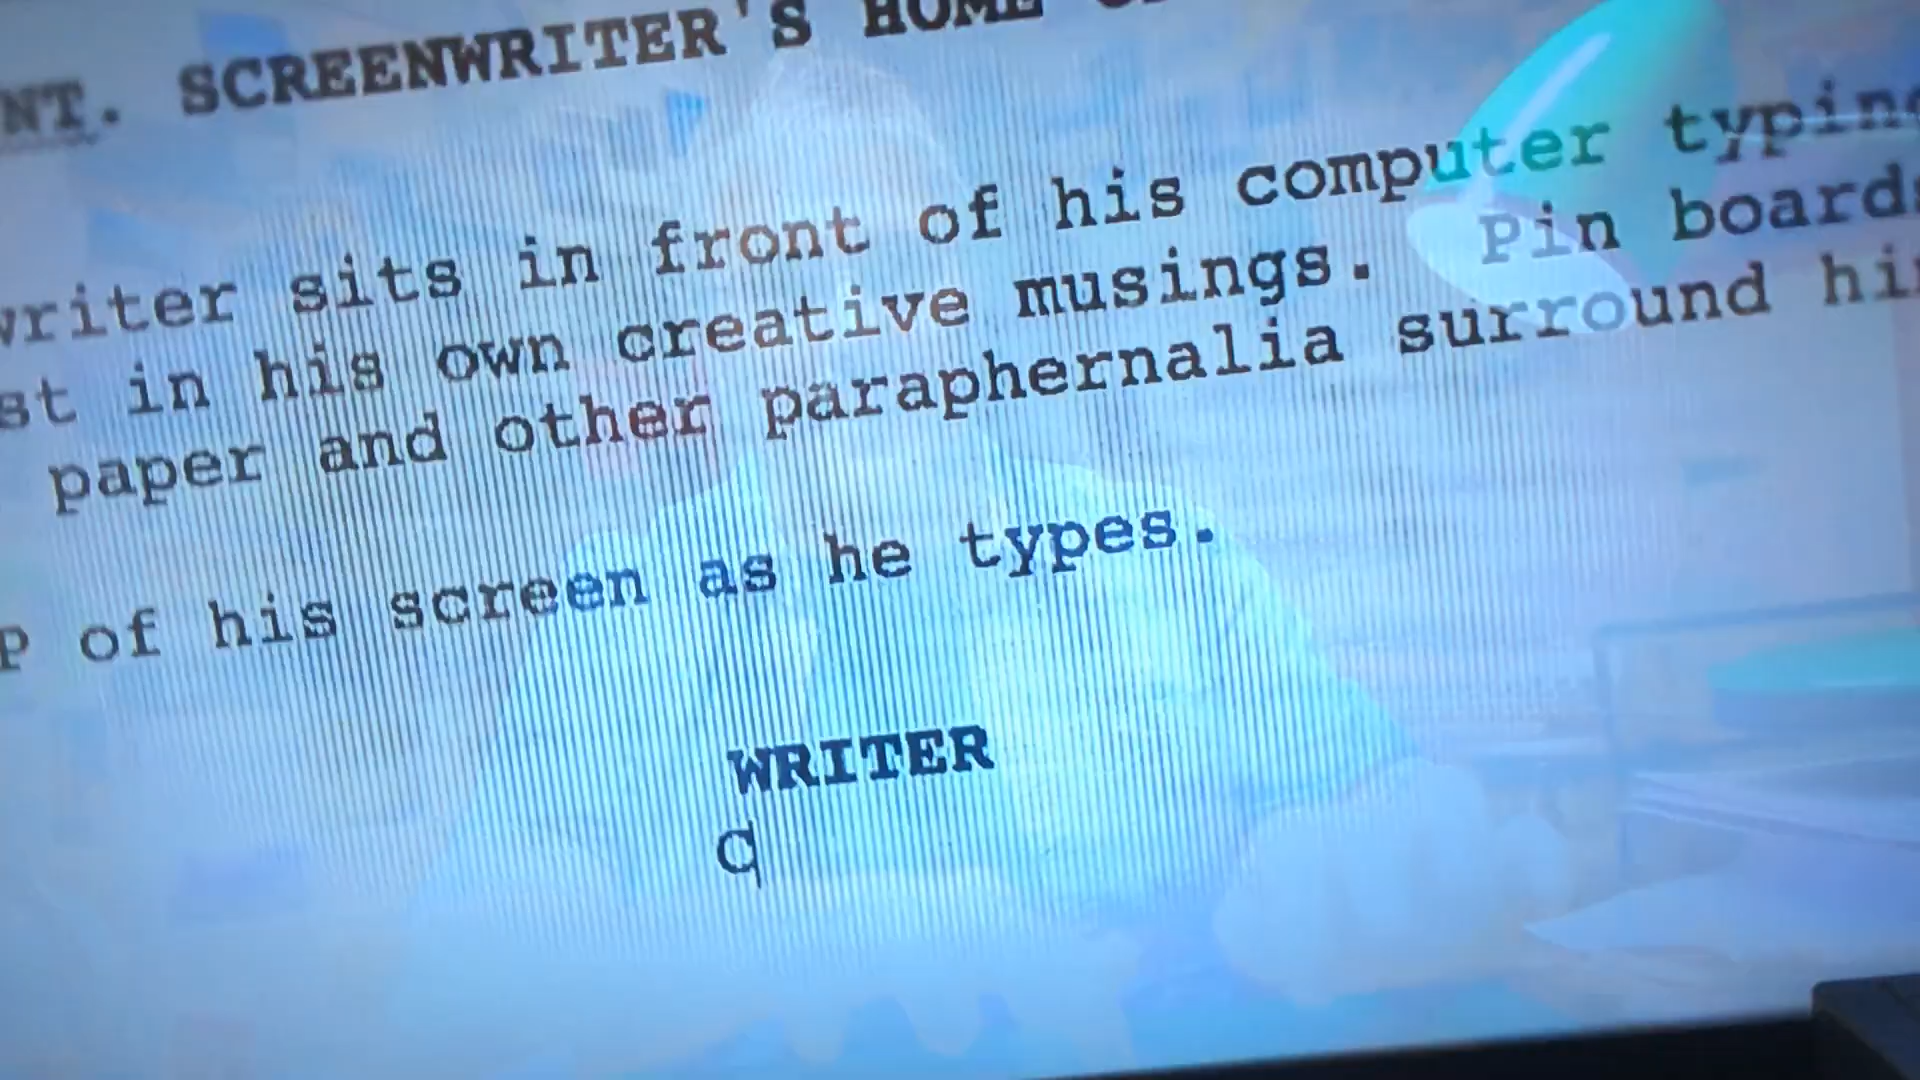 NT. SCREENWRITER'S HOME
writer sits in front of his computer typing
st in his own creative musings. Pin boards
paper and other paraphernalia surround hi
P of his screen as he types.
WRITER
C